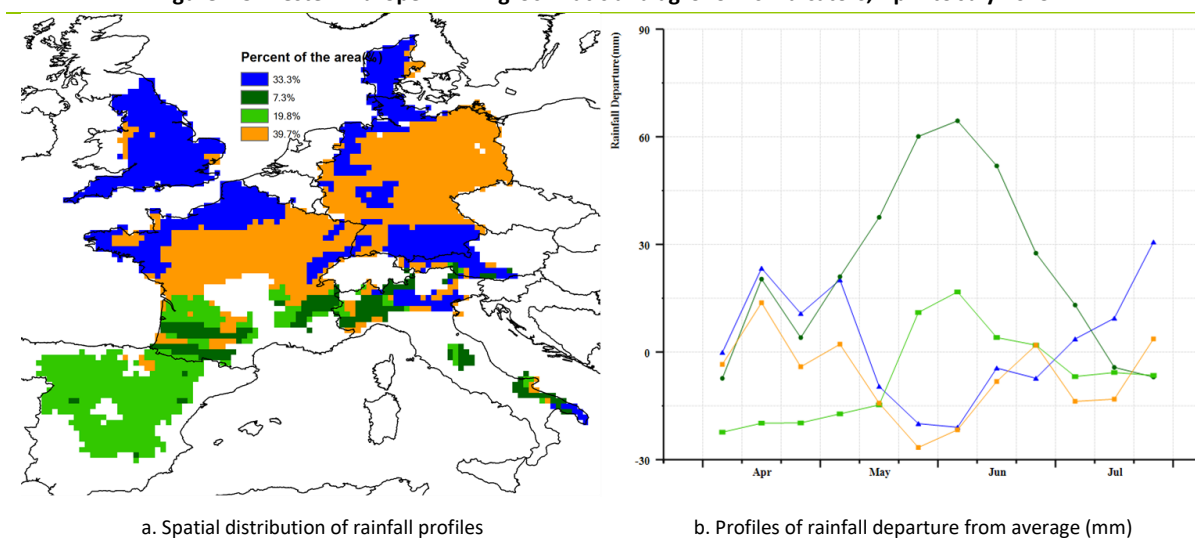 Percent of the area
33.3%
7.3%
19.8%
39.7%
Rainfall Departure(mm)
90
60
30
0
-30
Apr
May
Jun
Jul
a. Spatial distribution of rainfall profiles
b. Profiles of rainfall departure from average (mm)